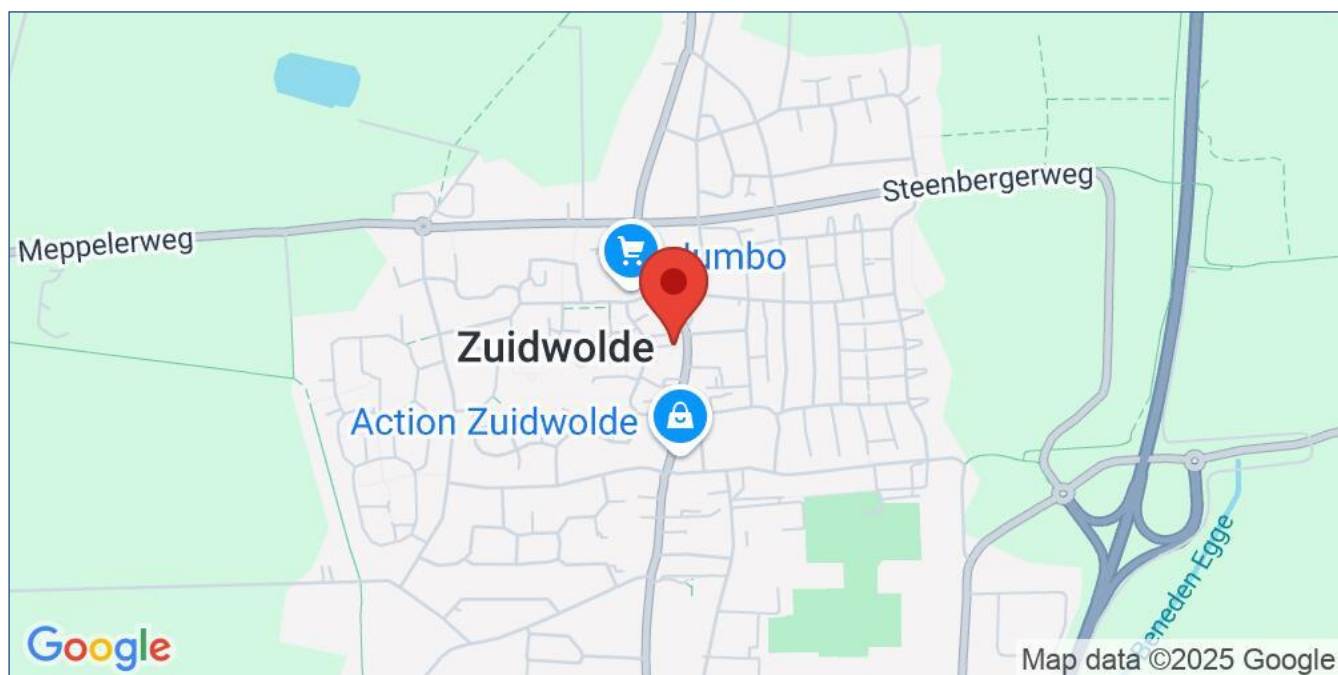 Steenbergerweg
Meppelerweg
Jumbo
Zuidwolde
Action Zuidwolde
Beneden Egge
Google
Map data ©2025 Google